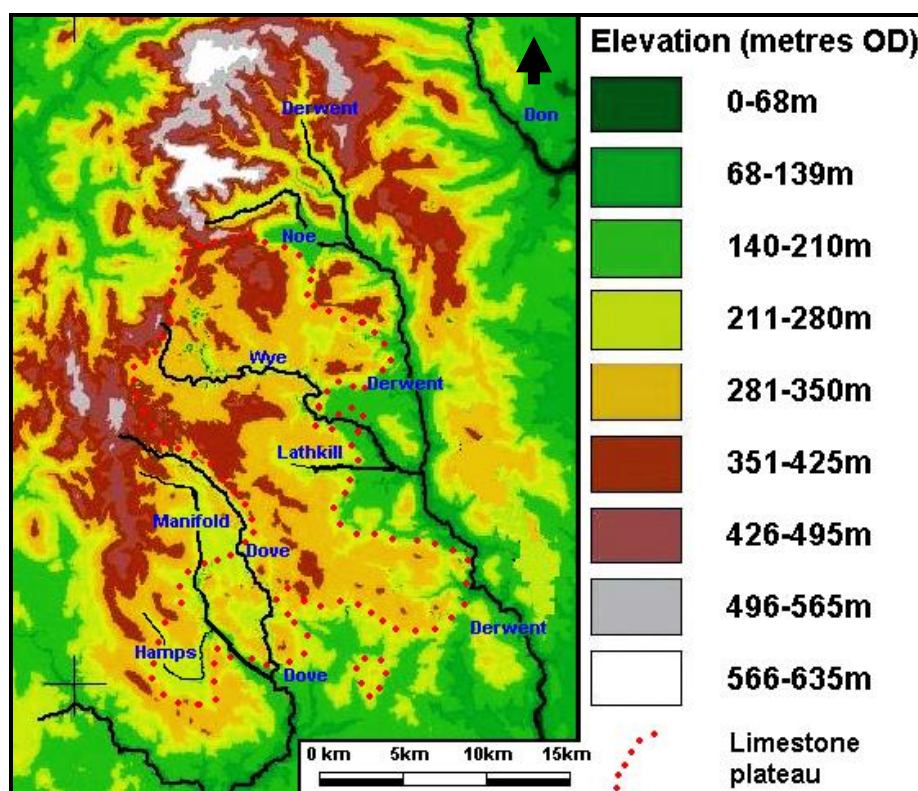 Elevation (metres OD)
0-68m
68-139m
140-210m
211-280m
281-350m
351-425m
426-495m
496-565m
566-635m
Limestone
plateau
Derwent
Don
Noe
Wye
Derwent
Lathkill
Manifold
Dove
Derwent
Hamps
Dove
0 km 5km 10km 15km